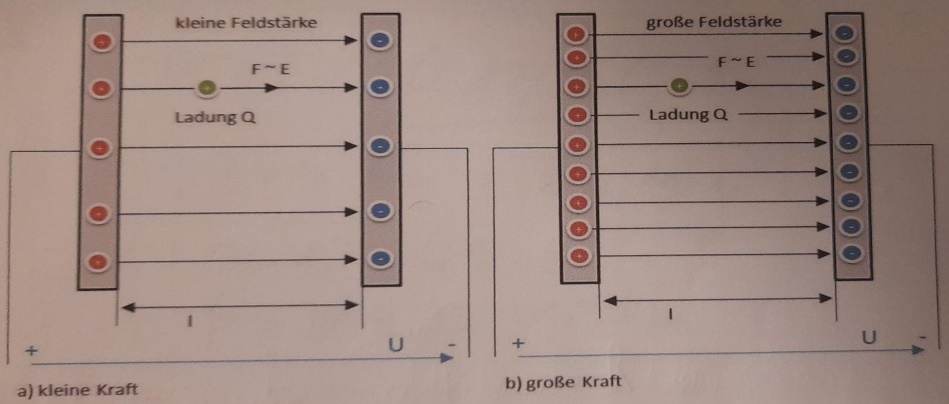 kleine Feldstärke
F ~ E
Ladung Q
l
+ U -
a) kleine Kraft
große Feldstärke
F ~ E
Ladung Q
l
+ U -
b) große Kraft